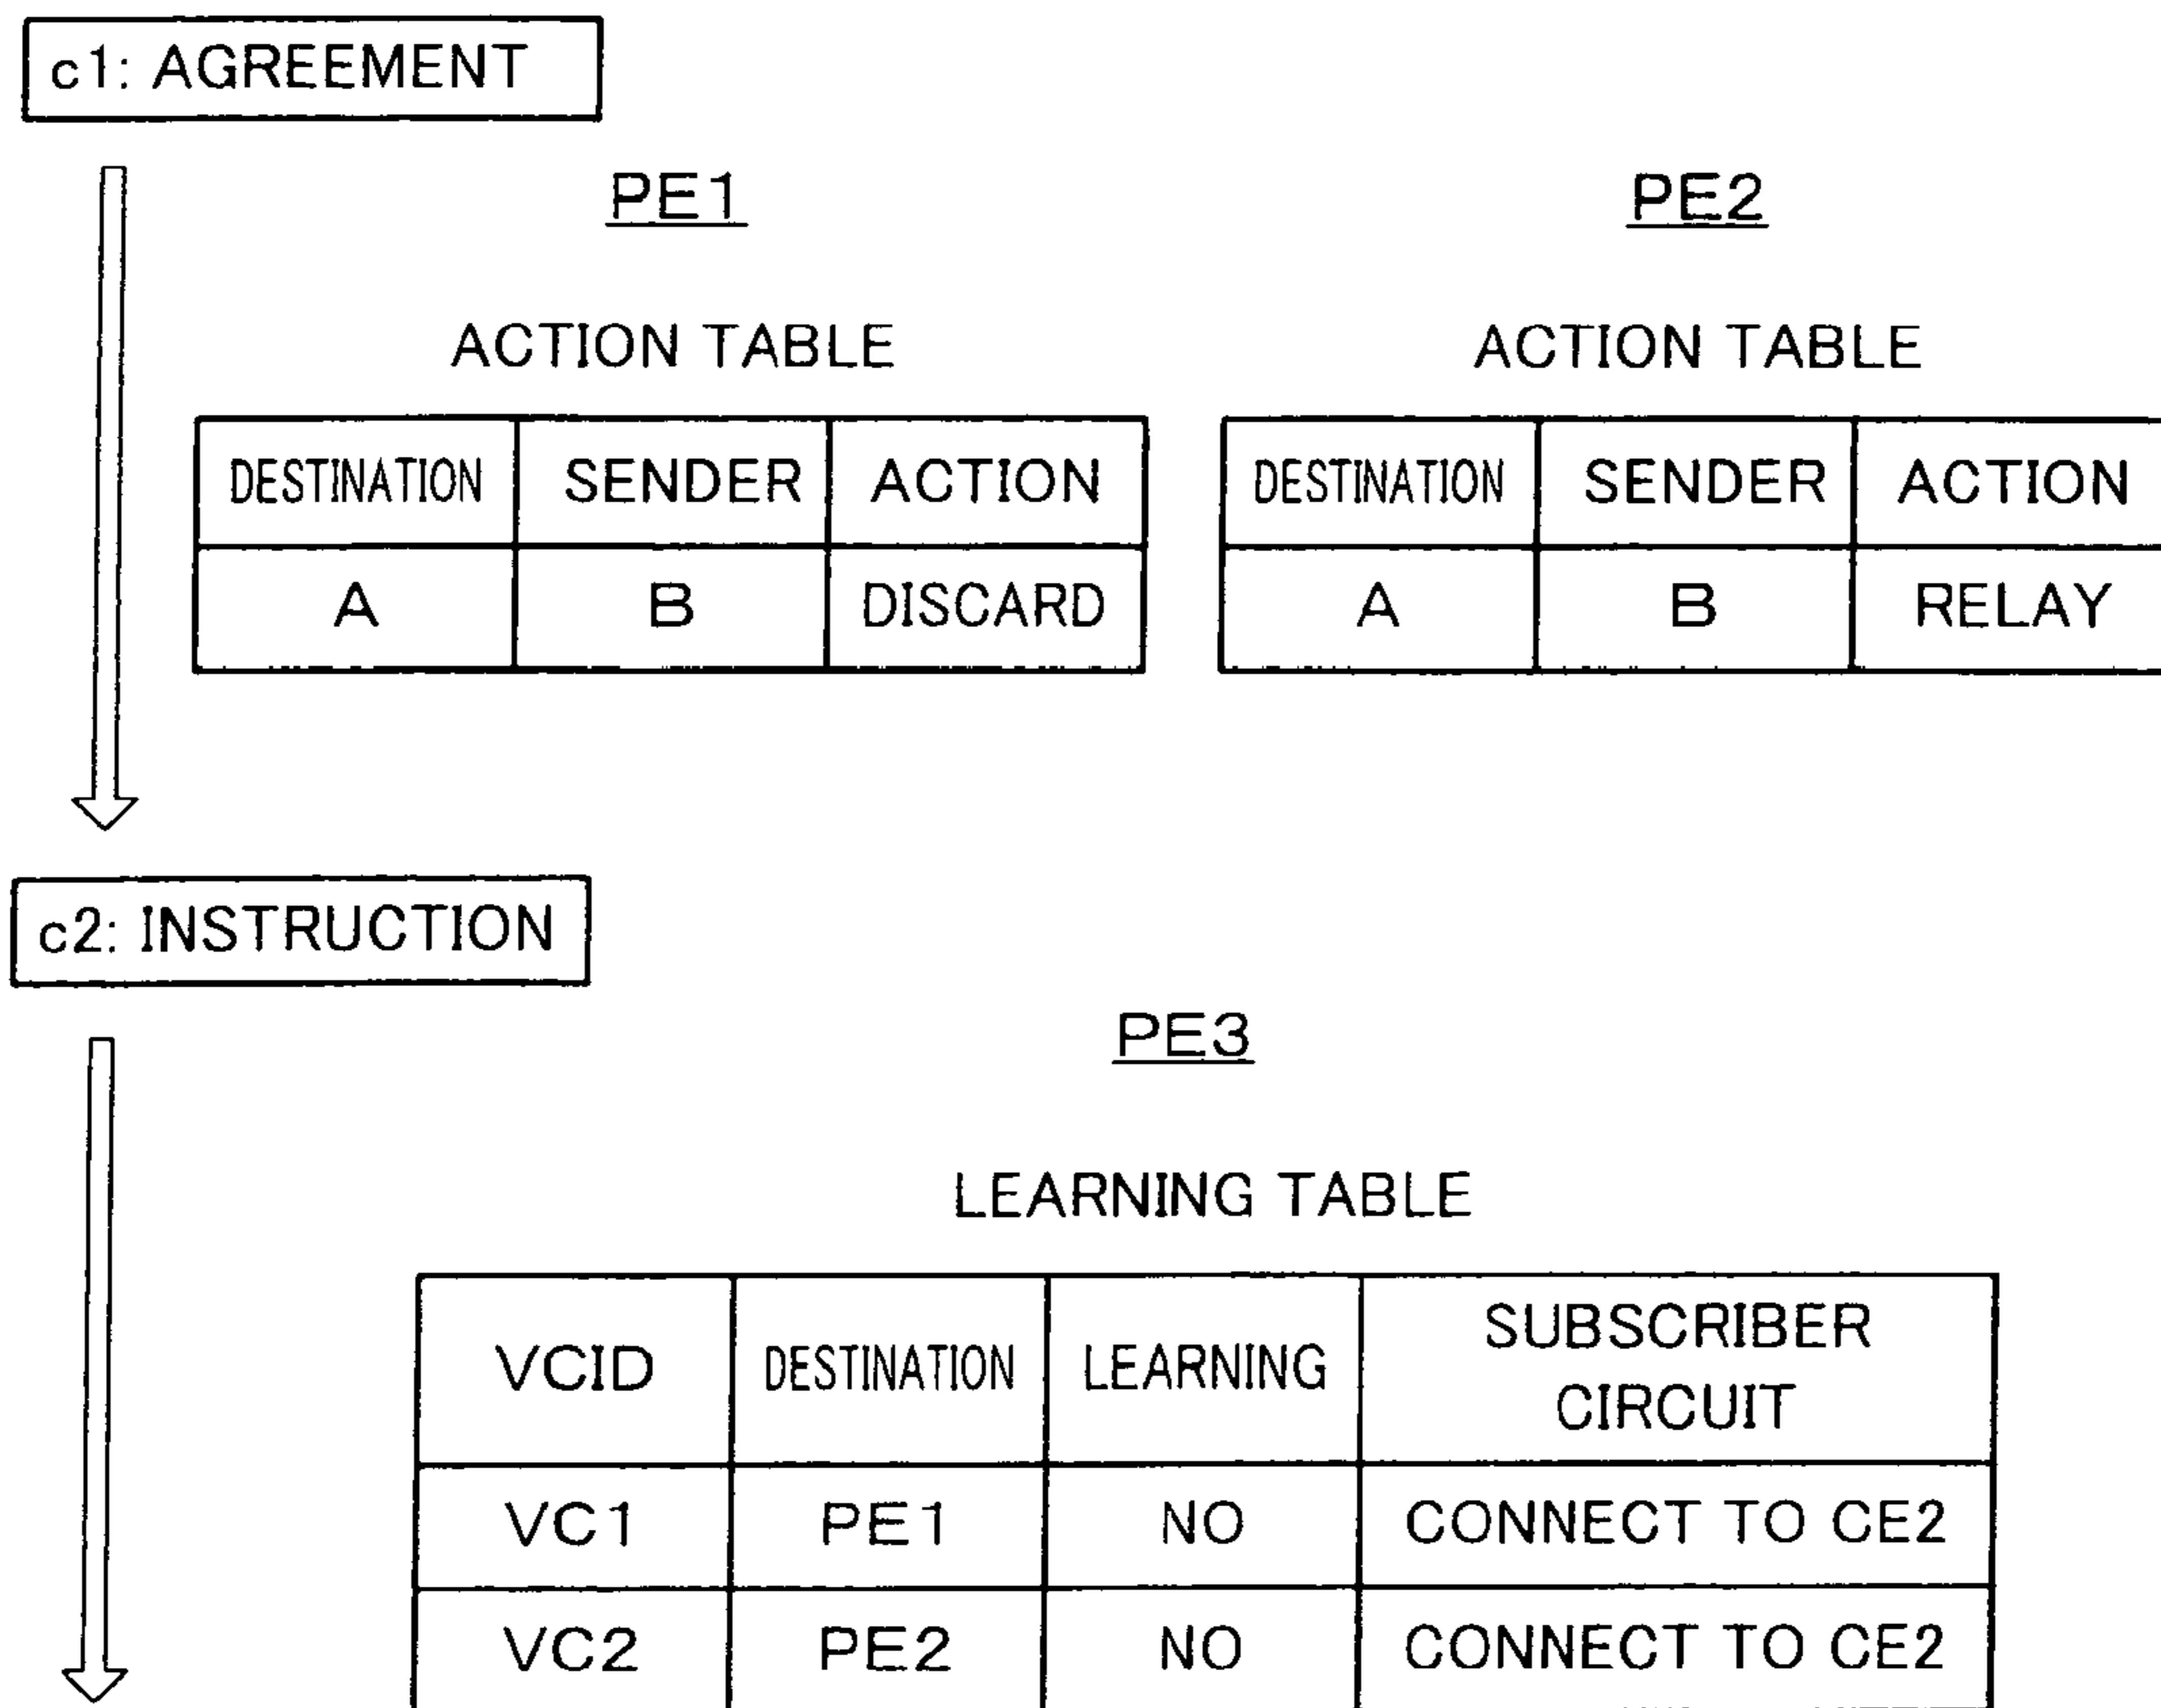 c1: AGREEMENT
PE1 PE2
ACTION TABLE ACTION TABLE
DESTINATION SENDER ACTION DESTINATION SENDER ACTION
A B DISCARD A B RELAY
c2: INSTRUCTION
PE3
LEARNING TABLE
VCID DESTINATION LEARNING SUBSCRIBER
CIRCUIT
VC1 PE1 NO CONNECT TO CE2
VC2 PE2 NO CONNECT TO CE2